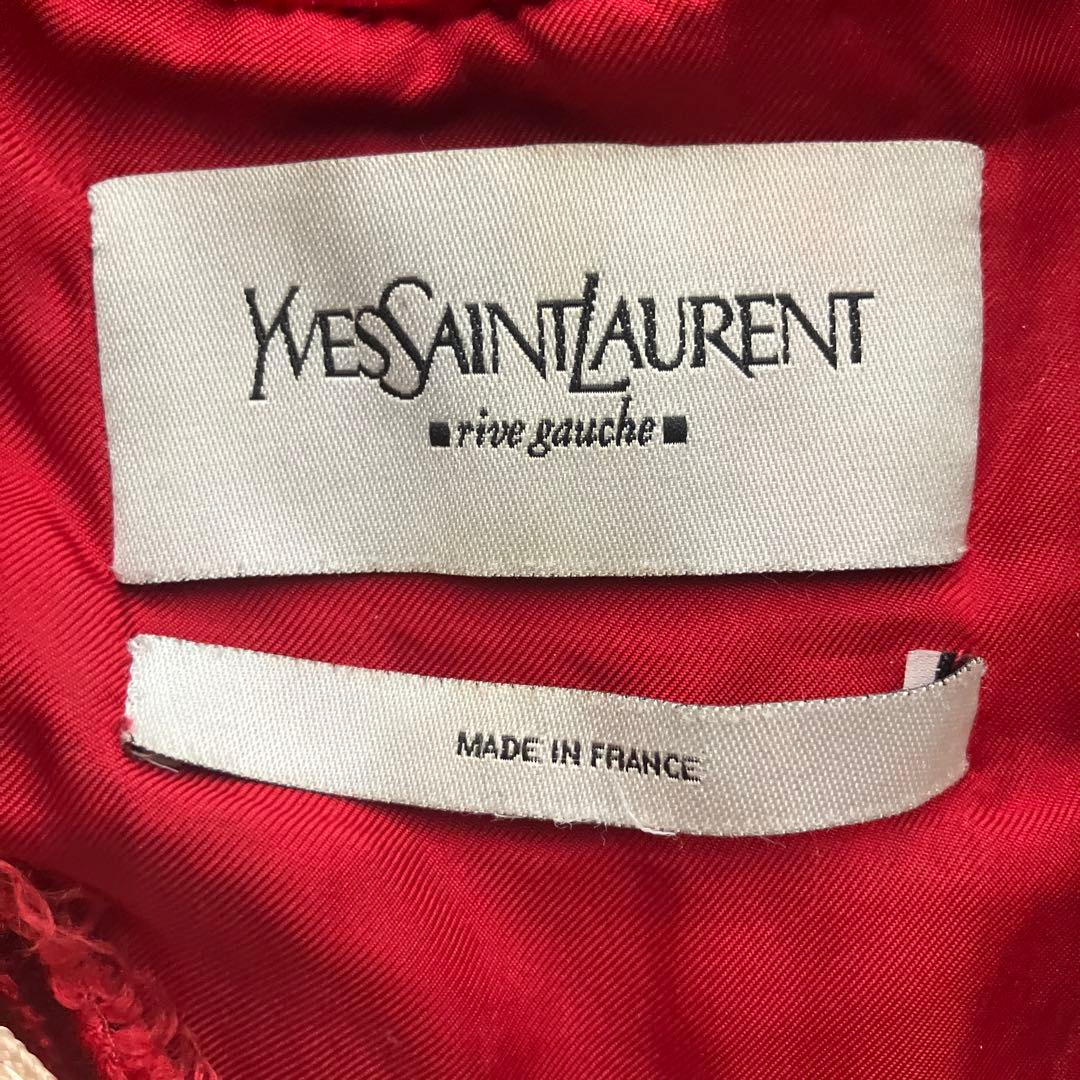 YVESSAINTLAURENT
rive gauche
MADE IN FRANCE